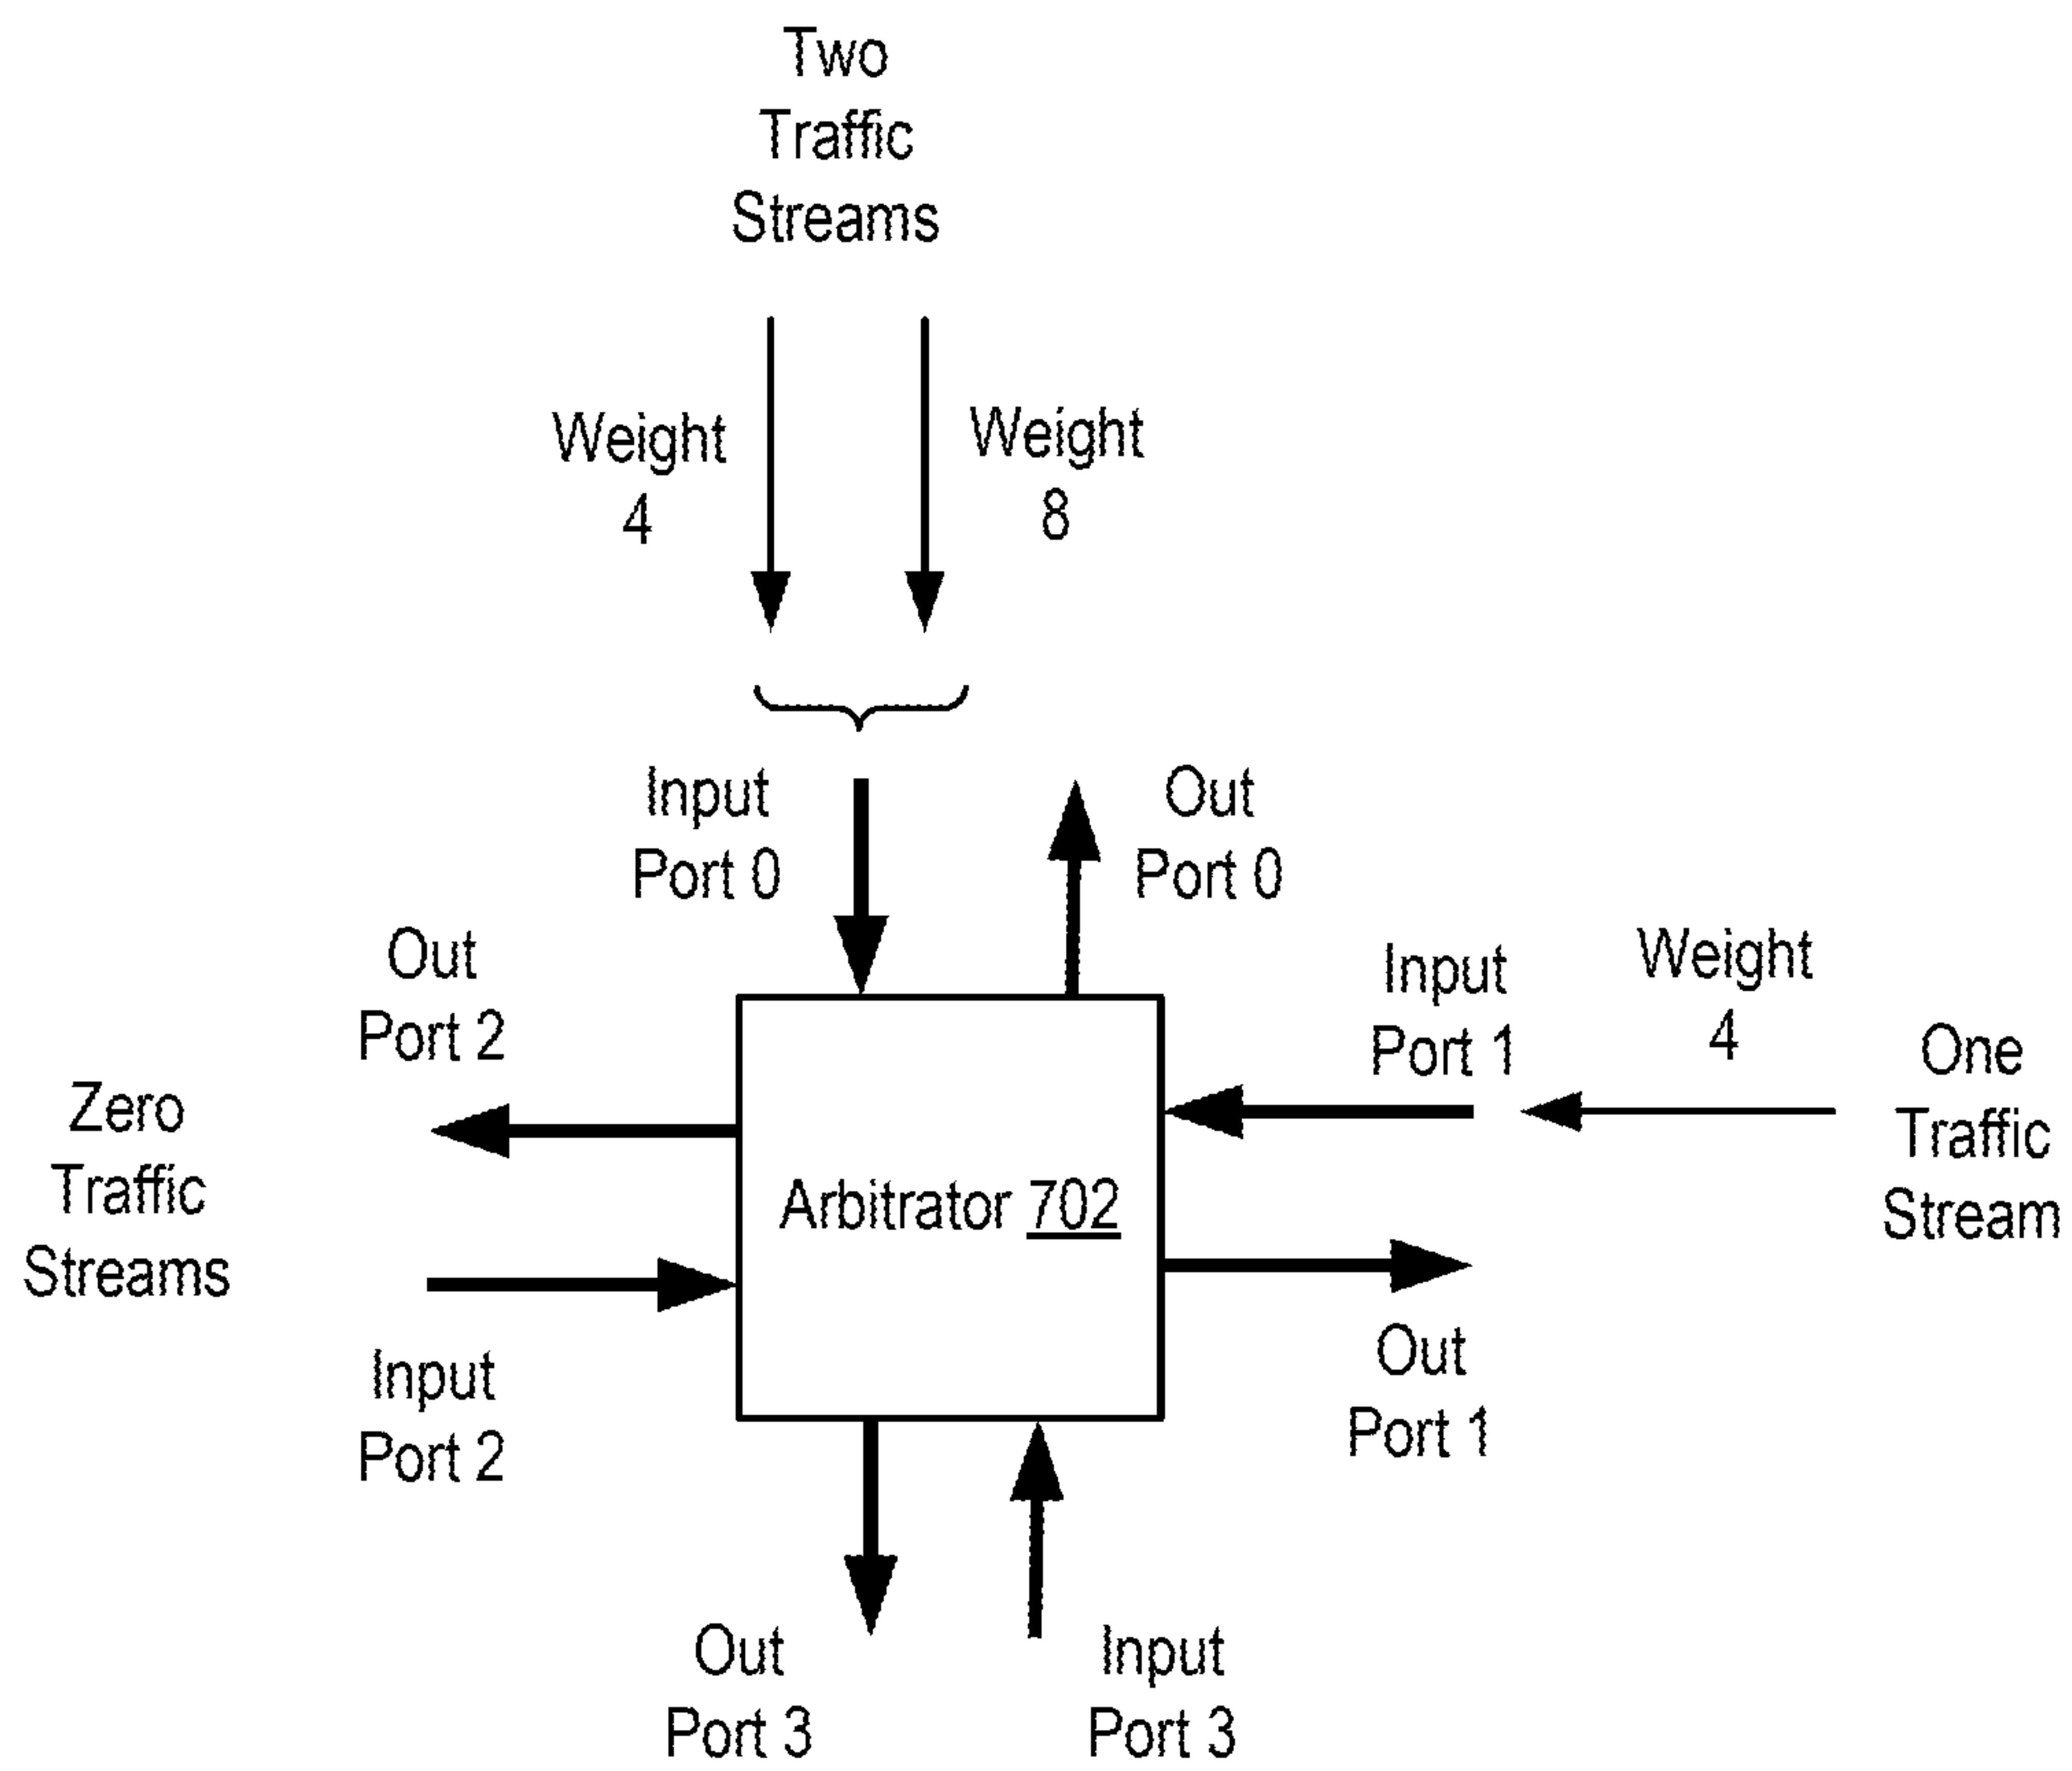 Two
Traffic
Streams
Weight
4
Weight
8
Input
Port 0
Out
Port 0
Out
Port 2
Input
Port 1
Weight
4
One
Traffic
Stream
Zero
Traffic
Streams
Arbitrator 702
Input
Port 2
Out
Port 1
Out
Port 3
Input
Port 3